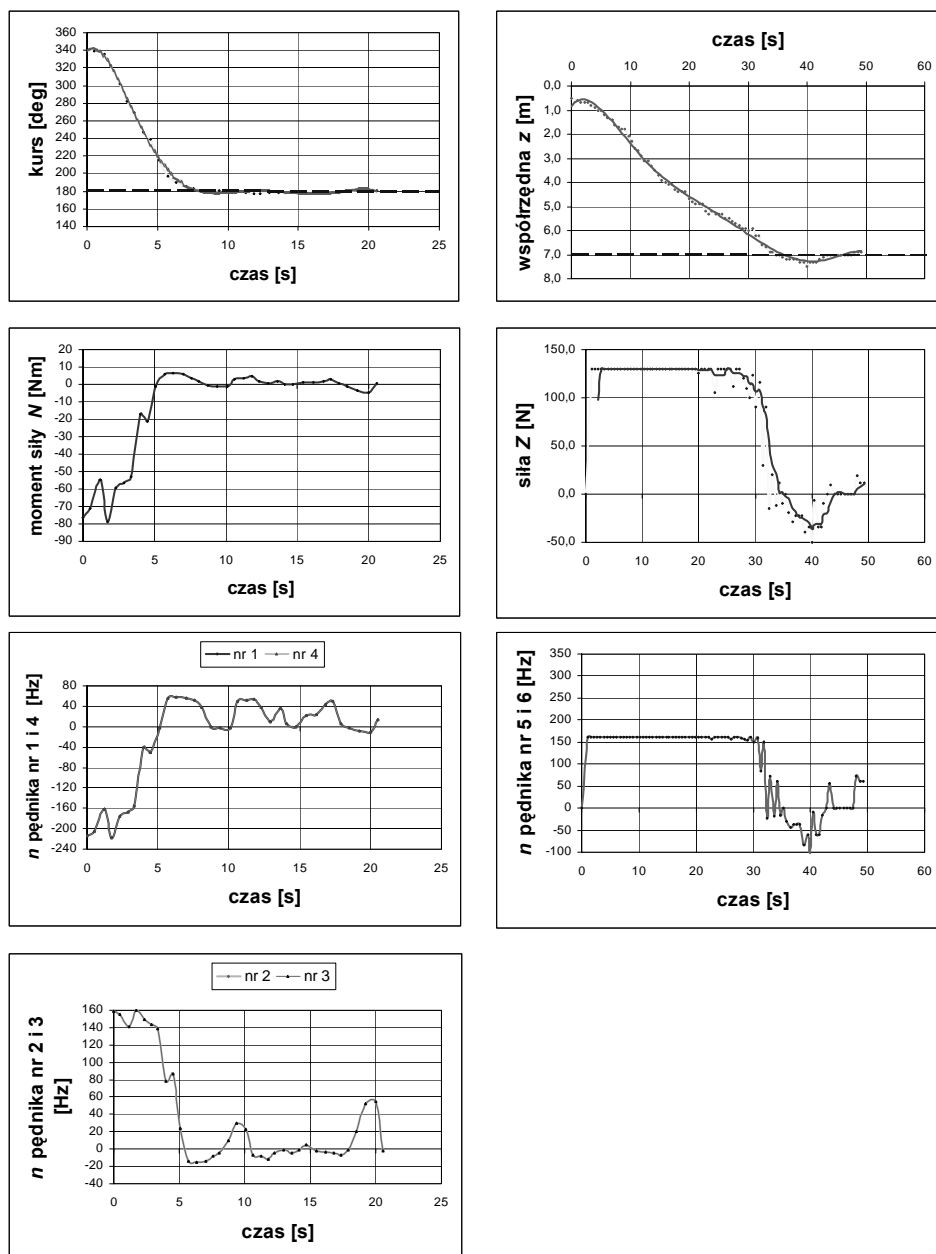 360
340
320
300
280
260
240
220
200
180
160
140
0 5 10 15 20 25
kurs [deg]
czas [s]
czas [s]
0 10 20 30 40 50 60
0,0
1,0
2,0
3,0
4,0
5,0
6,0
7,0
8,0
współrzędna z [m]
20
10
0
-10
-20
-30
-40
-50
-60
-70
-80
-90
0 5 10 15 20 25
moment siły N [Nm]
czas [s]
150,0
100,0
50,0
0,0
-50,0
0 10 20 30 40 50 60
siła Z [N]
czas [s]
nr 1 nr 4
80
40
0
-40
-80
-120
-160
-200
-240
0 5 10 15 20 25
n pędnika nr 1 i 4 [Hz]
czas [s]
350
300
250
200
150
100
50
0
-50
-100
0 10 20 30 40 50 60
n pędnika nr 5 i 6 [Hz]
czas [s]
nr 2 nr 3
160
140
120
100
80
60
40
20
0
-20
-40
0 5 10 15 20 25
n pędnika nr 2 i 3
[Hz]
czas [s]